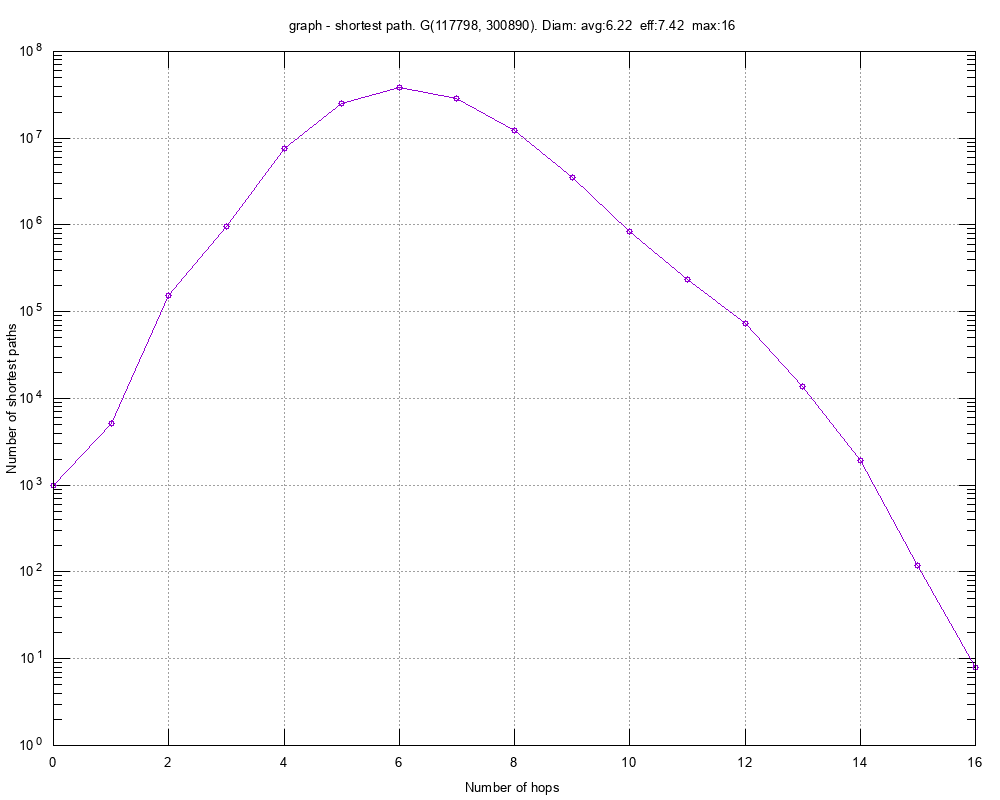 graph - shortest path. G(117798, 300890). Diam: avg:6.22  eff:7.42  max:16
10^8
10^7
10^6
10^5
10^4
10^3
10^2
10^1
10^0
Number of shortest paths
0 2 4 6 8 10 12 14 16
Number of hops